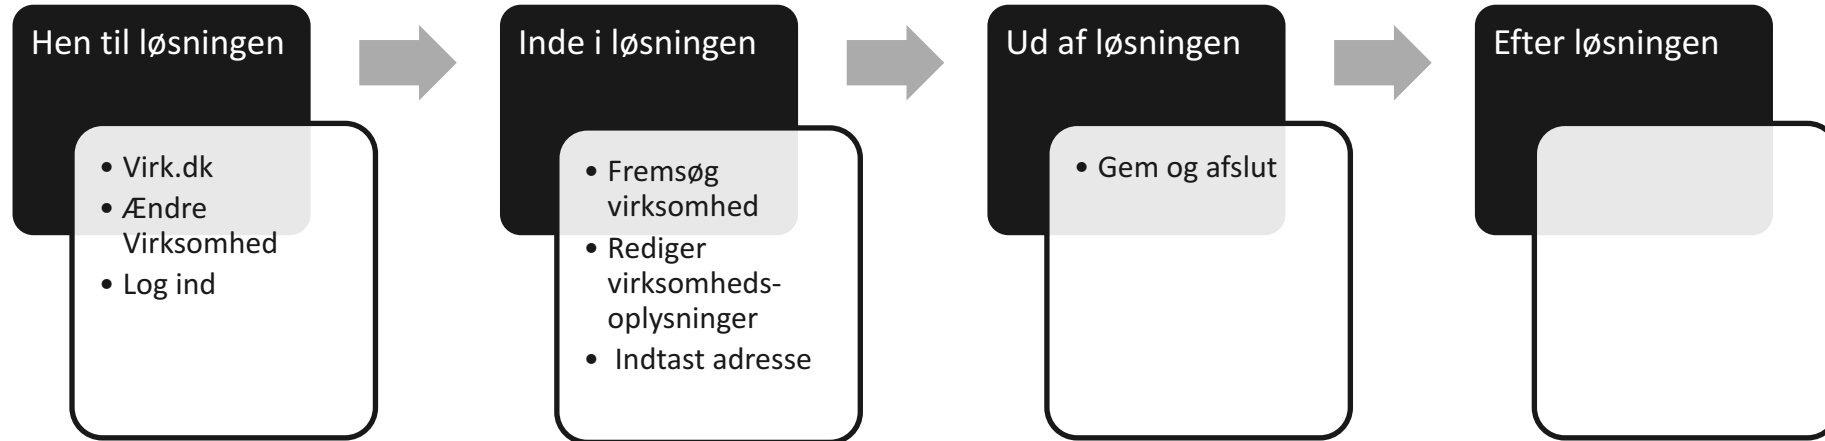 Hen til løsningen
• Virk.dk
• Ændre
Virksomhed
• Log ind
Inde i løsningen
• Fremsøg
virksomhed
• Rediger
virksomheds-
oplysninger
• Indtast adresse
Ud af løsningen
• Gem og afslut
Efter løsningen